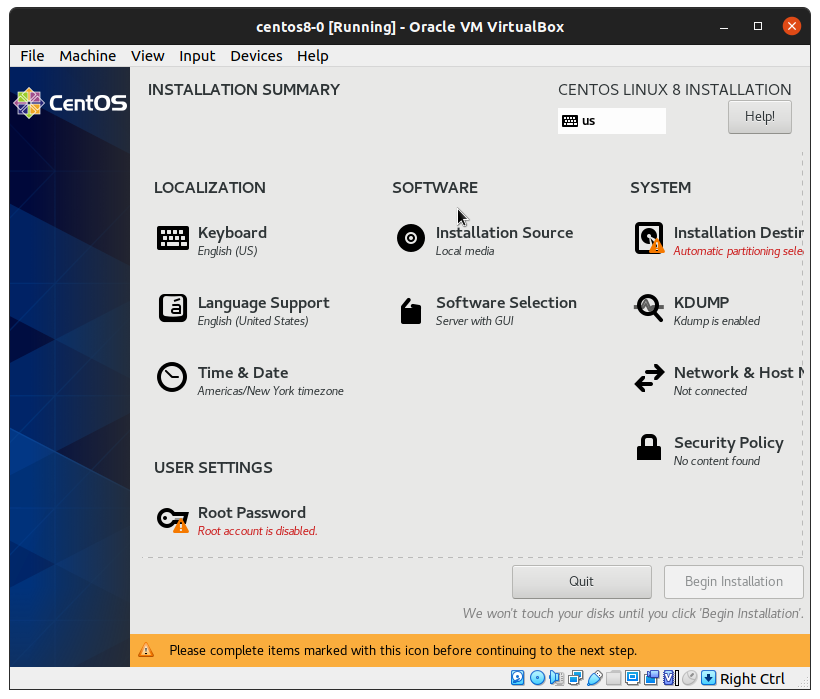 centos8-0 [Running] - Oracle VM VirtualBox
File Machine View Input Devices Help
CentOS
INSTALLATION SUMMARY
CENTOS LINUX 8 INSTALLATION
us
Help!
LOCALIZATION
Keyboard
English (US)
Language Support
English (United States)
Time & Date
Americas/New York timezone
SOFTWARE
Installation Source
Local media
Software Selection
Server with GUI
SYSTEM
Installation Destin
Automatic partitioning sele
KDUMP
Kdump is enabled
Network & Host N
Not connected
Security Policy
No content found
USER SETTINGS
Root Password
Root account is disabled.
Quit
Begin Installation
We won't touch your disks until you click 'Begin Installation'.
Please complete items marked with this icon before continuing to the next step.
Right Ctrl